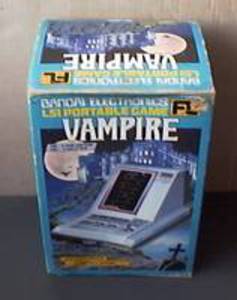 BANDAI ELECTRONICS
LSI PORTABLE GAME
VAMPIRE
FL
BANDAI ELECTRONICS
LSI PORTABLE GAME
FL
VAMPIRE